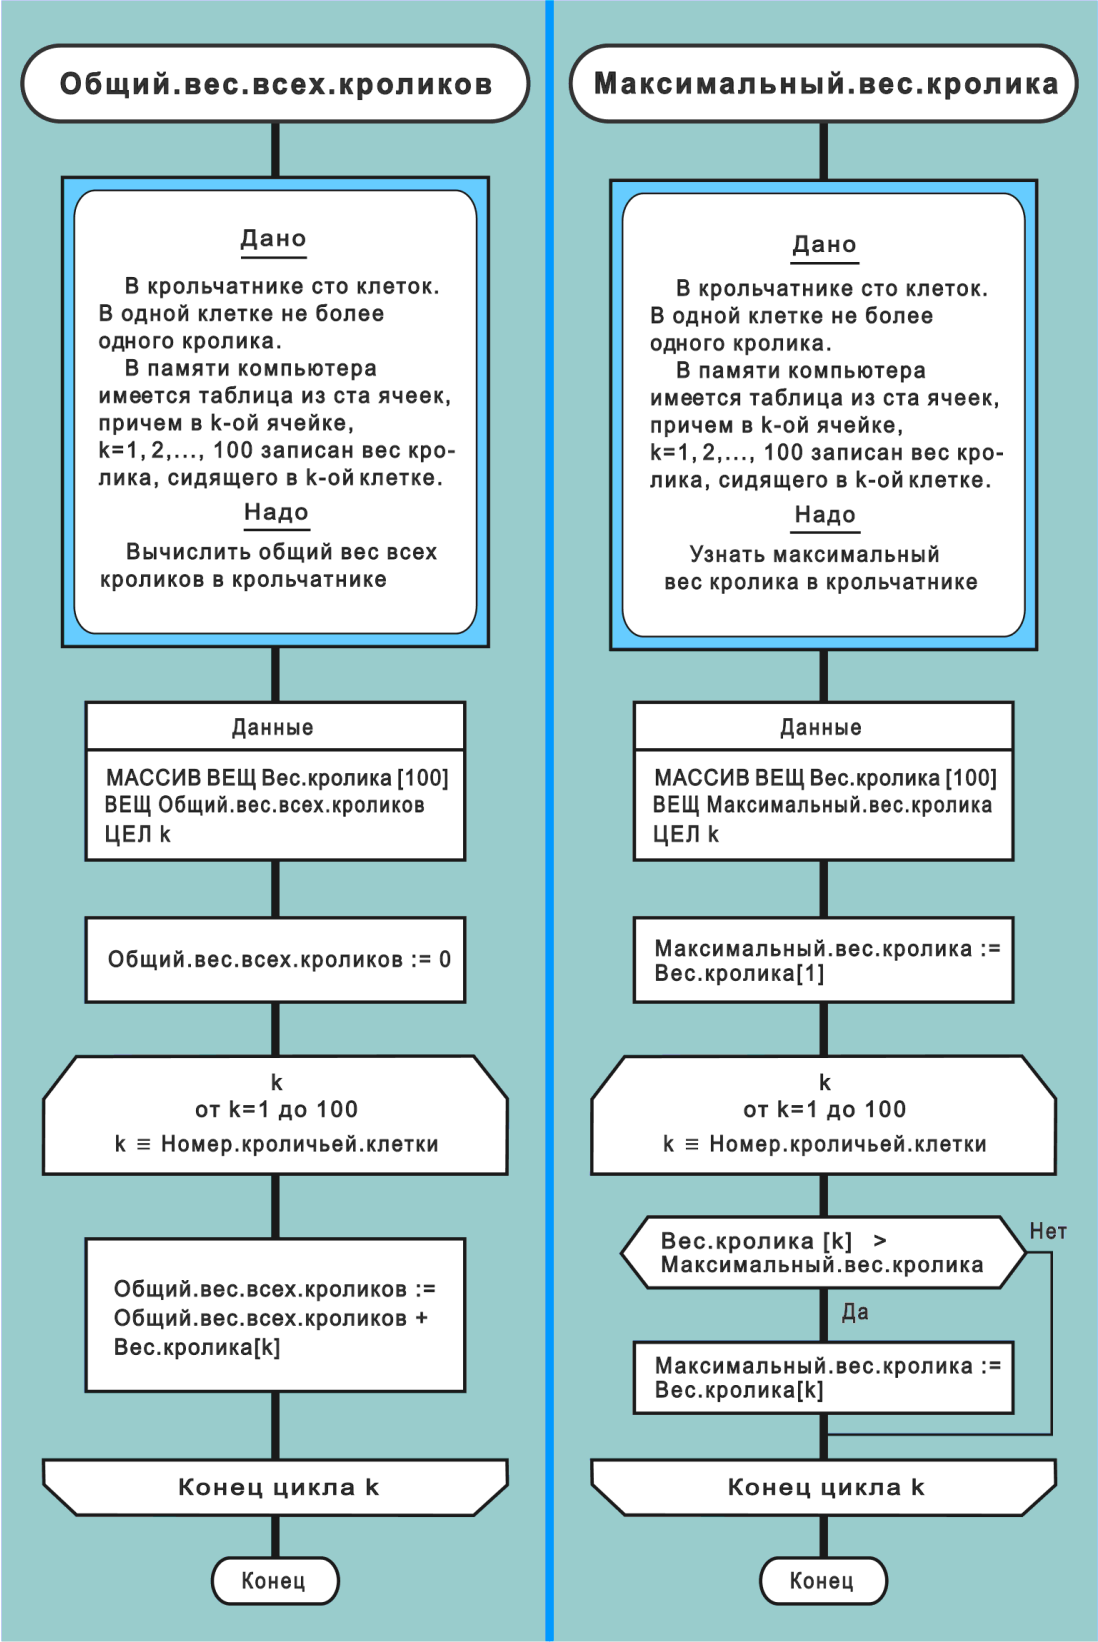 Общий.вес.всех.кроликов
Дано
В крольчатнике сто клеток.
В одной клетке не более
одного кролика.
В памяти компьютера
имеется таблица из ста ячеек,
причем в k-ой ячейке,
k=1, 2,..., 100 записан вес кро-
лика, сидящего в k-ой клетке.
Надо
Вычислить общий вес всех
кроликов в крольчатнике
Данные
МАССИВ ВЕЩ Вес.кролика [100]
ВЕЩ Общий.вес.всех.кроликов
ЦЕЛ k
Общий.вес.всех.кроликов := 0
k
от k=1 до 100
k ≡ Номер.кроличьей.клетки
Общий.вес.всех.кроликов :=
Общий.вес.всех.кроликов +
Вес.кролика[k]
Конец цикла k
Конец
Максимальный.вес.кролика
Дано
В крольчатнике сто клеток.
В одной клетке не более
одного кролика.
В памяти компьютера
имеется таблица из ста ячеек,
причем в k-ой ячейке,
k=1, 2,..., 100 записан вес кро-
лика, сидящего в k-ой клетке.
Надо
Узнать максимальный
вес кролика в крольчатнике
Данные
МАССИВ ВЕЩ Вес.кролика [100]
ВЕЩ Максимальный.вес.кролика
ЦЕЛ k
Максимальный.вес.кролика :=
Вес.кролика[1]
k
от k=1 до 100
k ≡ Номер.кроличьей.клетки
Вес.кролика [k] >
Максимальный.вес.кролика
Нет
Да
Максимальный.вес.кролика :=
Вес.кролика[k]
Конец цикла k
Конец